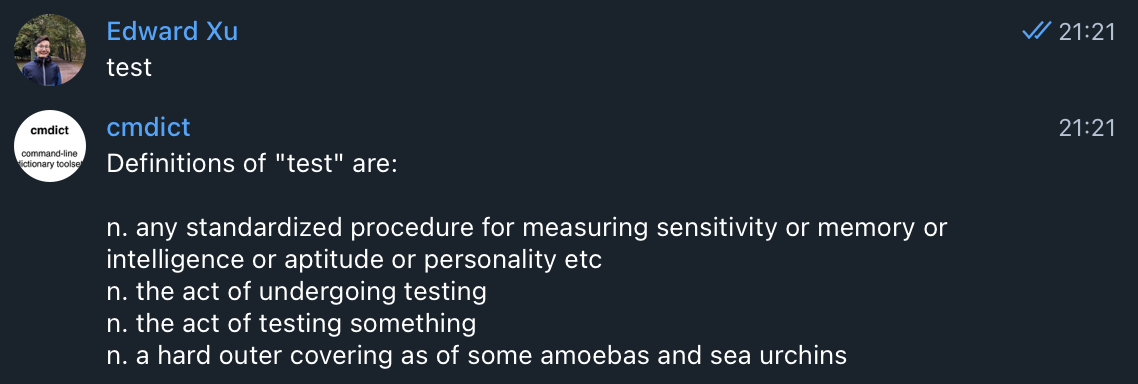 Edward Xu
21:21
test
cmdict
command-line
dictionary toolset
cmdict
21:21
Definitions of "test" are:
n. any standardized procedure for measuring sensitivity or memory or
intelligence or aptitude or personality etc
n. the act of undergoing testing
n. the act of testing something
n. a hard outer covering as of some amoebas and sea urchins